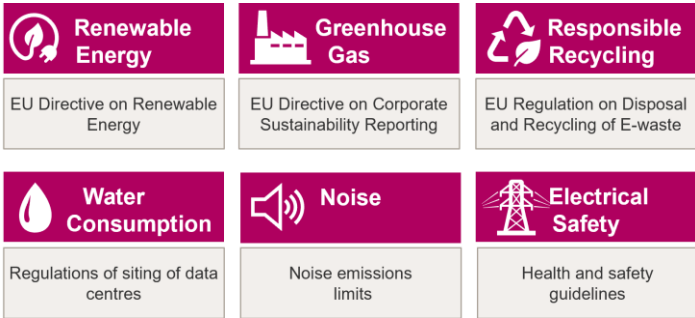 Renewable
Energy
EU Directive on Renewable
Energy
Greenhouse
Gas
EU Directive on Corporate
Sustainability Reporting
Responsible
Recycling
EU Regulation on Disposal
and Recycling of E-waste
Water
Consumption
Regulations of siting of data
centres
Noise
Noise emissions
limits
Electrical
Safety
Health and safety
guidelines